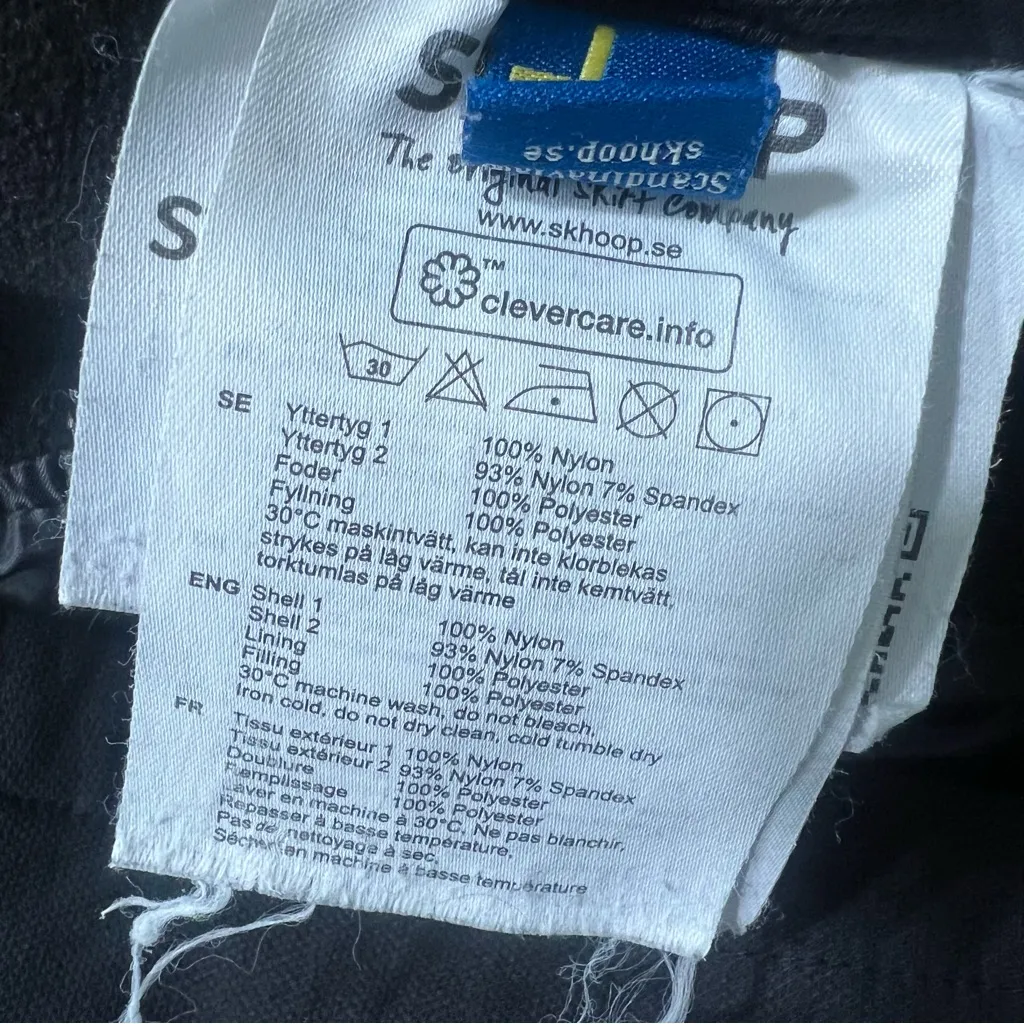 The original skirt company
www.skhoop.se
skhoop.se
Scandinavi
S
™
clevercare.info
30
SE
Yttertyg 1 100% Nylon
Yttertyg 2 93% Nylon 7% Spandex
Foder 100% Polyester
Fyllning 100% Polyester
30°C maskintvätt, kan inte klorblekas
strykes på låg värme, tål inte kemtvätt,
torktumlas på låg värme
ENG
Shell 1 100% Nylon
Shell 2 93% Nylon 7% Spandex
Lining 100% Polyester
Filling 100% Polyester
30°C machine wash, do not bleach,
Iron cold, do not dry clean, cold tumble dry
FR
Tissu extérieur 1 100% Nylon
Tissu extérieur 2 93% Nylon 7% Spandex
Doublure 100% Polyester
Remplissage 100% Polyester
Laver en machine à 30°C. Ne pas blanchir.
Repasser à basse température,
Pas de nettoyage à sec,
Sécher en machine à basse température